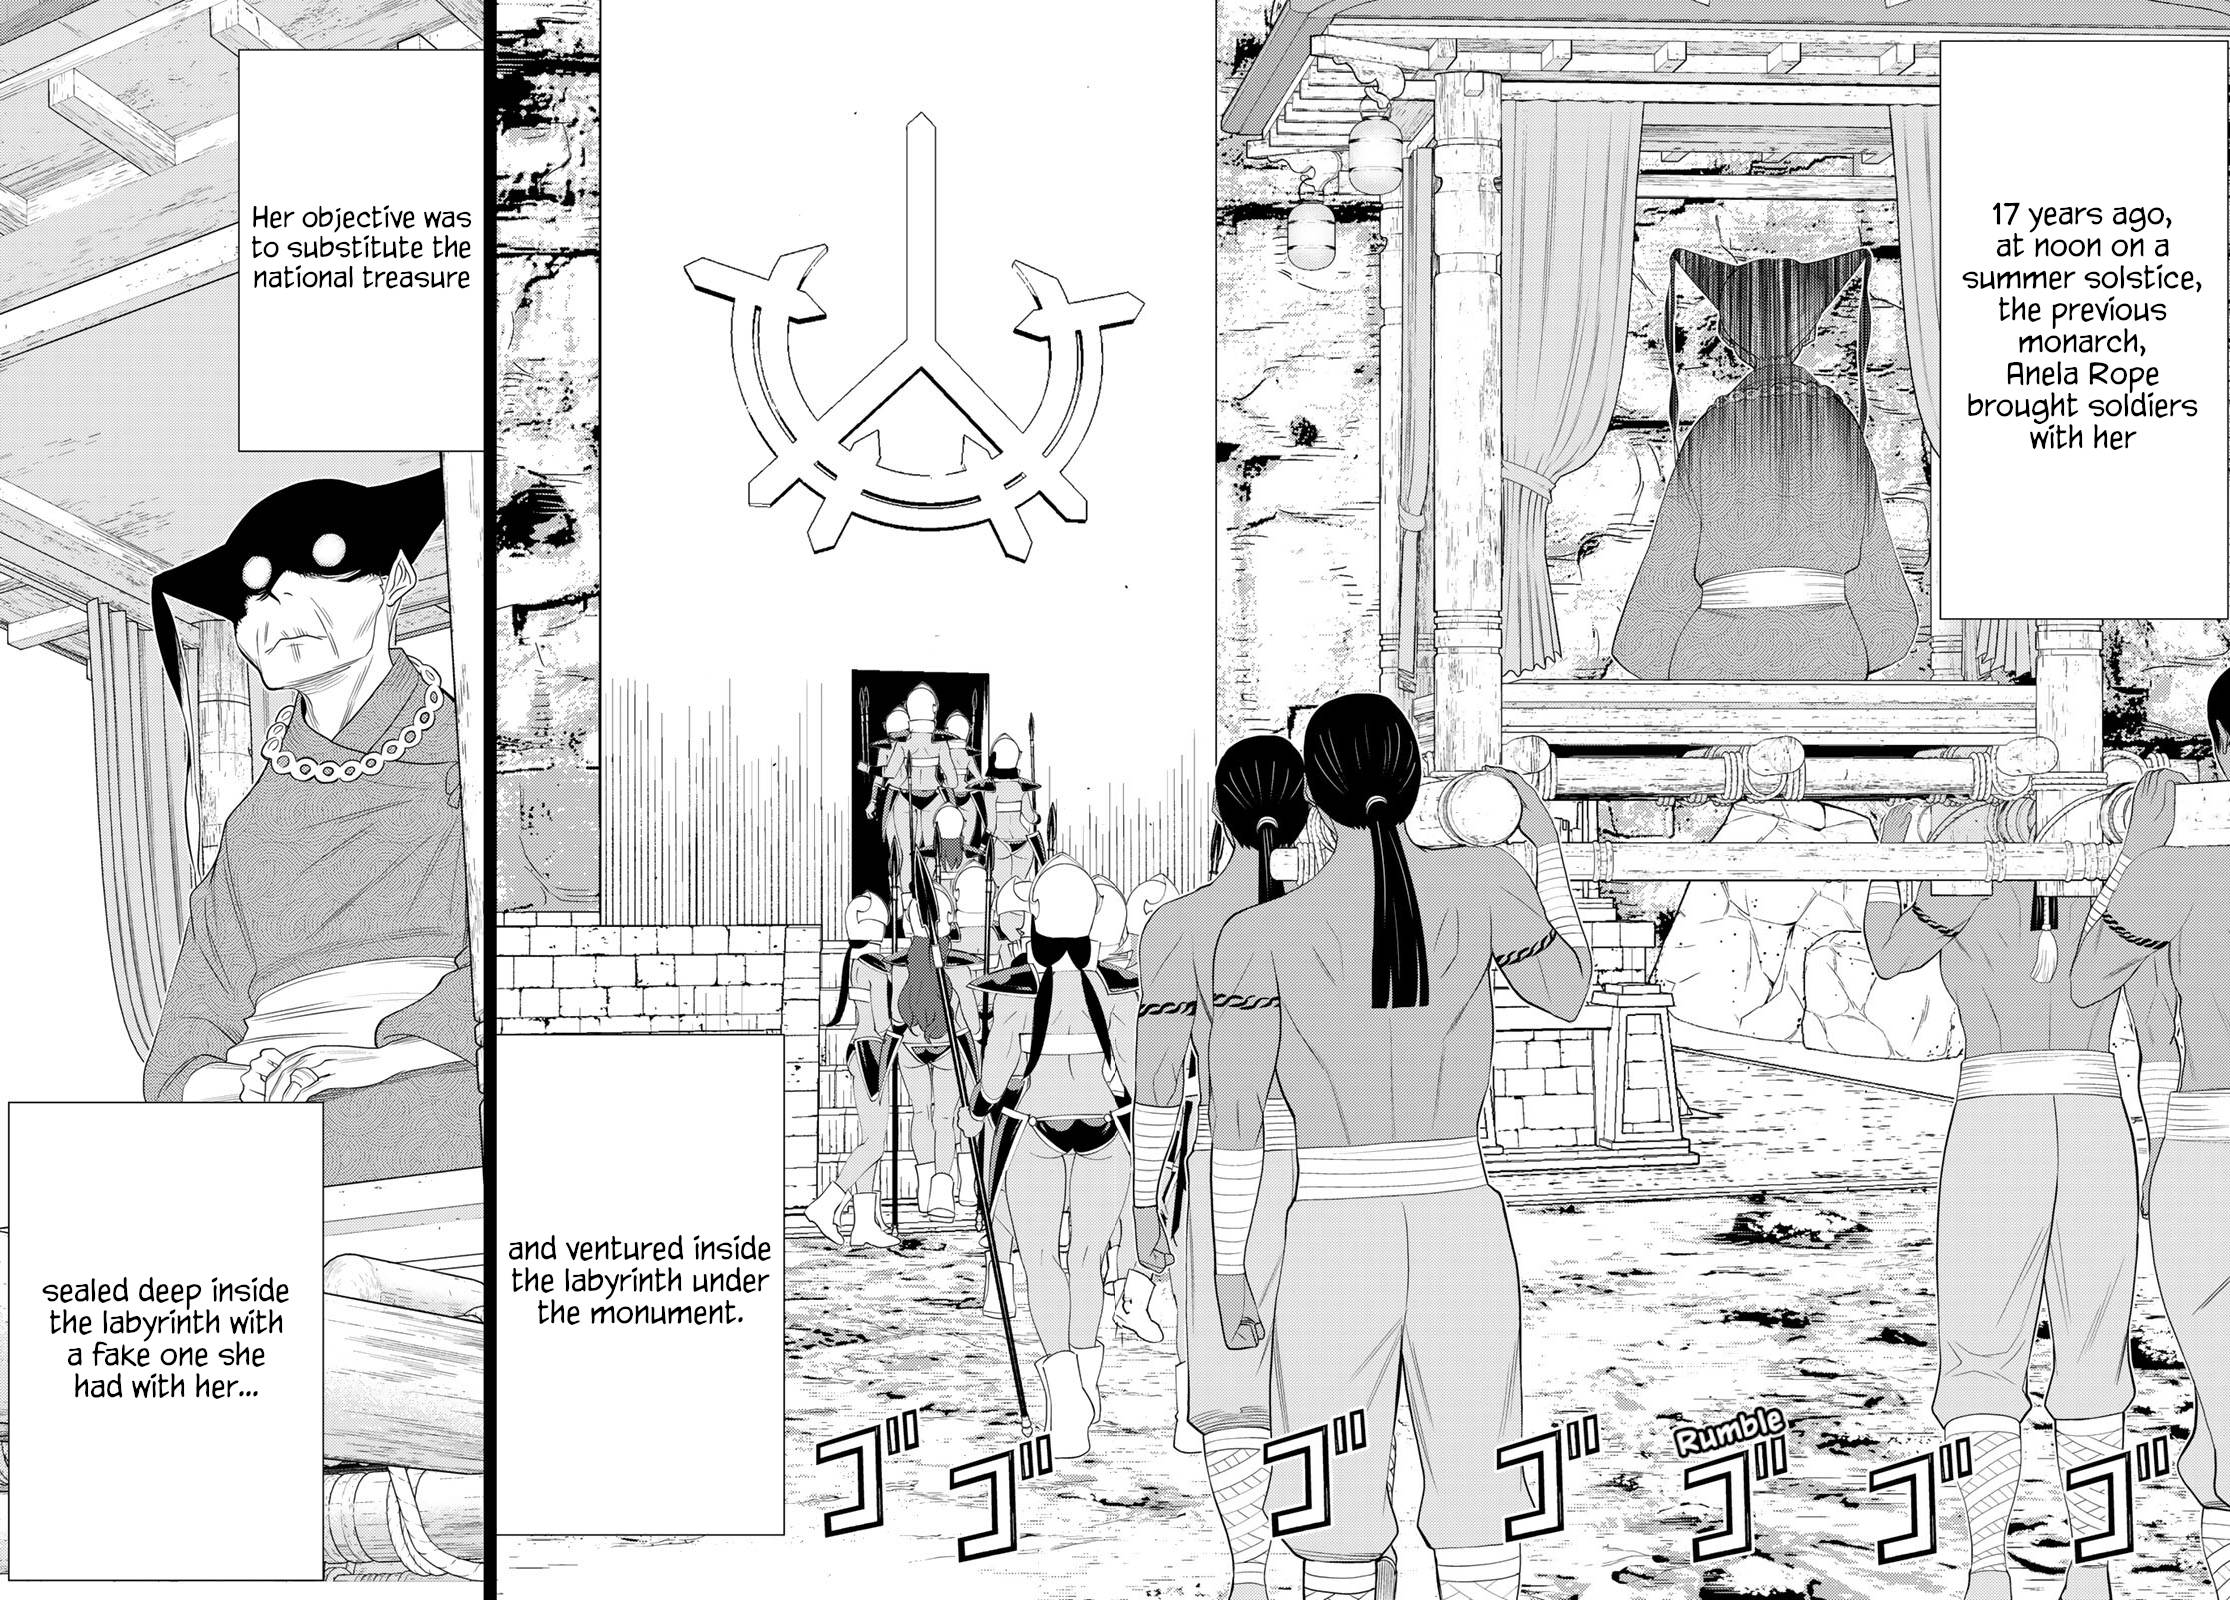 17 years ago,
at noon on a
summer solstice,
the previous
monarch,
Anela Rope
brought soldiers
with her
and ventured inside
the labyrinth under
the monument.
ゴ ゴ ゴ ゴ ゴ ゴ ゴ
Rumble
Her objective was
to substitute the
national treasure
sealed deep inside
the labyrinth with
a fake one she
had with her...